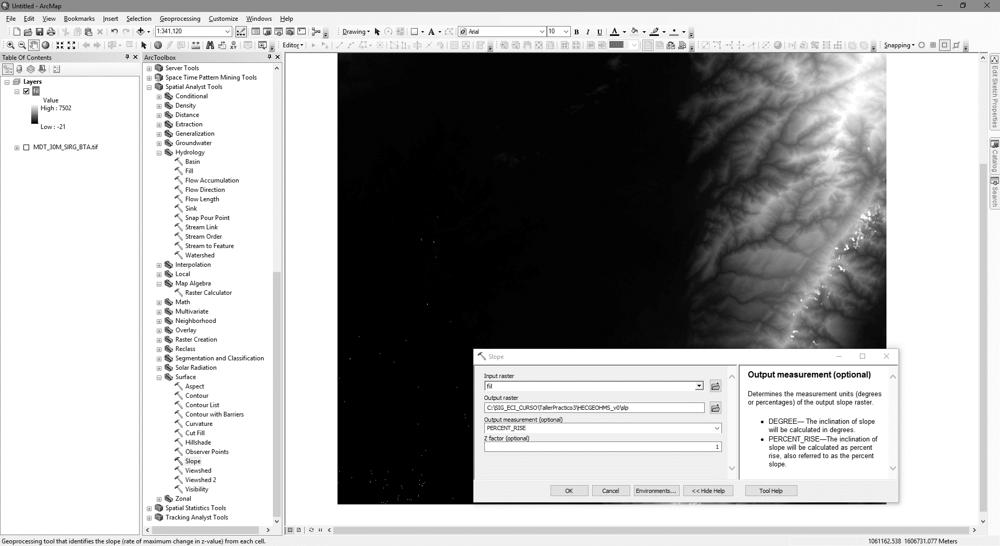 Untitled - ArcMap
File Edit View Bookmarks Insert Selection Geoprocessing Customize Windows Help
1:341,120
Drawing
Arial
10
B I U
Editor
100%
Snapping
Table Of Contents
ArcToolbox
Layers
fil
Value
High : 7502
Low : -21
MDT_30M_SIRG_BTA.tif
Server Tools
Space Time Pattern Mining Tools
Spatial Analyst Tools
Conditional
Density
Distance
Extraction
Generalization
Groundwater
Hydrology
Basin
Fill
Flow Accumulation
Flow Direction
Flow Length
Sink
Snap Pour Point
Stream Link
Stream Order
Stream to Feature
Watershed
Interpolation
Local
Map Algebra
Raster Calculator
Math
Multivariate
Neighborhood
Overlay
Raster Creation
Reclass
Segmentation and Classification
Solar Radiation
Surface
Aspect
Contour
Contour List
Contour with Barriers
Curvature
Cut Fill
Hillshade
Observer Points
Slope
Viewshed
Viewshed 2
Visibility
Zonal
Spatial Statistics Tools
Tracking Analyst Tools
Edit Sketch Properties
Catalog
Search
Slope
Input raster
fil
Output raster
C:\SIG_ECI_CURSO\TallerPractico3\HECGEOHMS_v0\slp
Output measurement (optional)
PERCENT_RISE
Z factor (optional)
1
OK
Cancel
Environments...
<< Hide Help
Tool Help
Output measurement (optional)
Determines the measurement units (degrees
or percentages) of the output slope raster.
• DEGREE— The inclination of slope
will be calculated in degrees.
• PERCENT_RISE—The inclination of
slope will be calculated as percent
rise, also referred to as the percent
slope.
Geoprocessing tool that identifies the slope (rate of maximum change in z-value) from each cell.
1061162.538 1606731.077 Meters